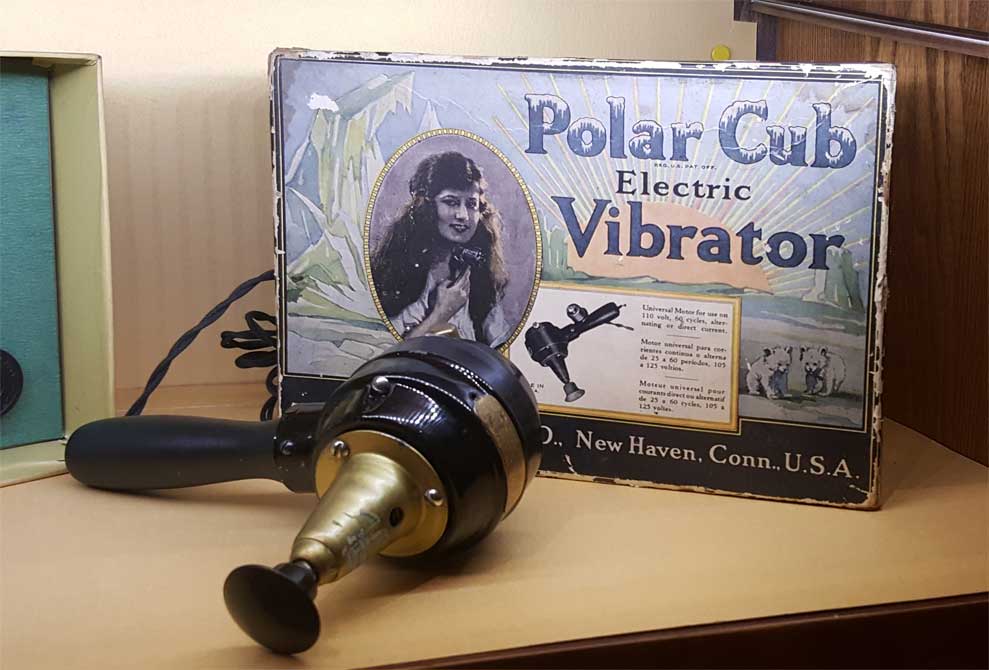 Polar Cub
REG. U.S. PAT. OFF.
Electric
Vibrator
Universal Motor for use on
110 volt, 60 cycles, alter-
nating or direct current.
Motor universal para cor-
rientes continua o alterna
de 25 a 60 periodos, 105 a
125 voltios.
Moteur universel pour
courants direct ou alternatif
de 25 a 60 cycles, 105 a
125 voltes.
E IN
A.
O., New Haven, Conn., U.S.A.